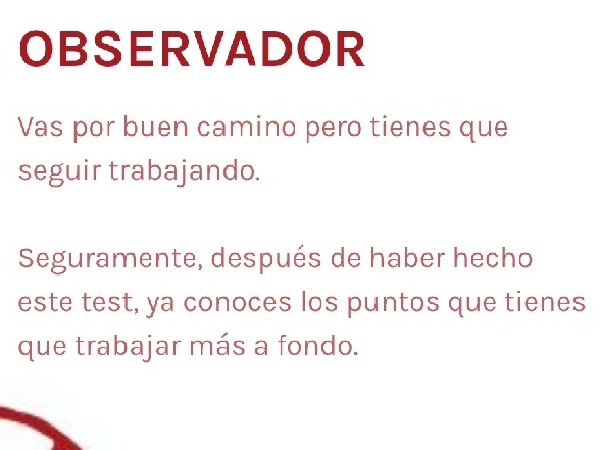 OBSERVADOR
Vas por buen camino pero tienes que
seguir trabajando.
Seguramente, después de haber hecho
este test, ya conoces los puntos que tienes
que trabajar más a fondo.